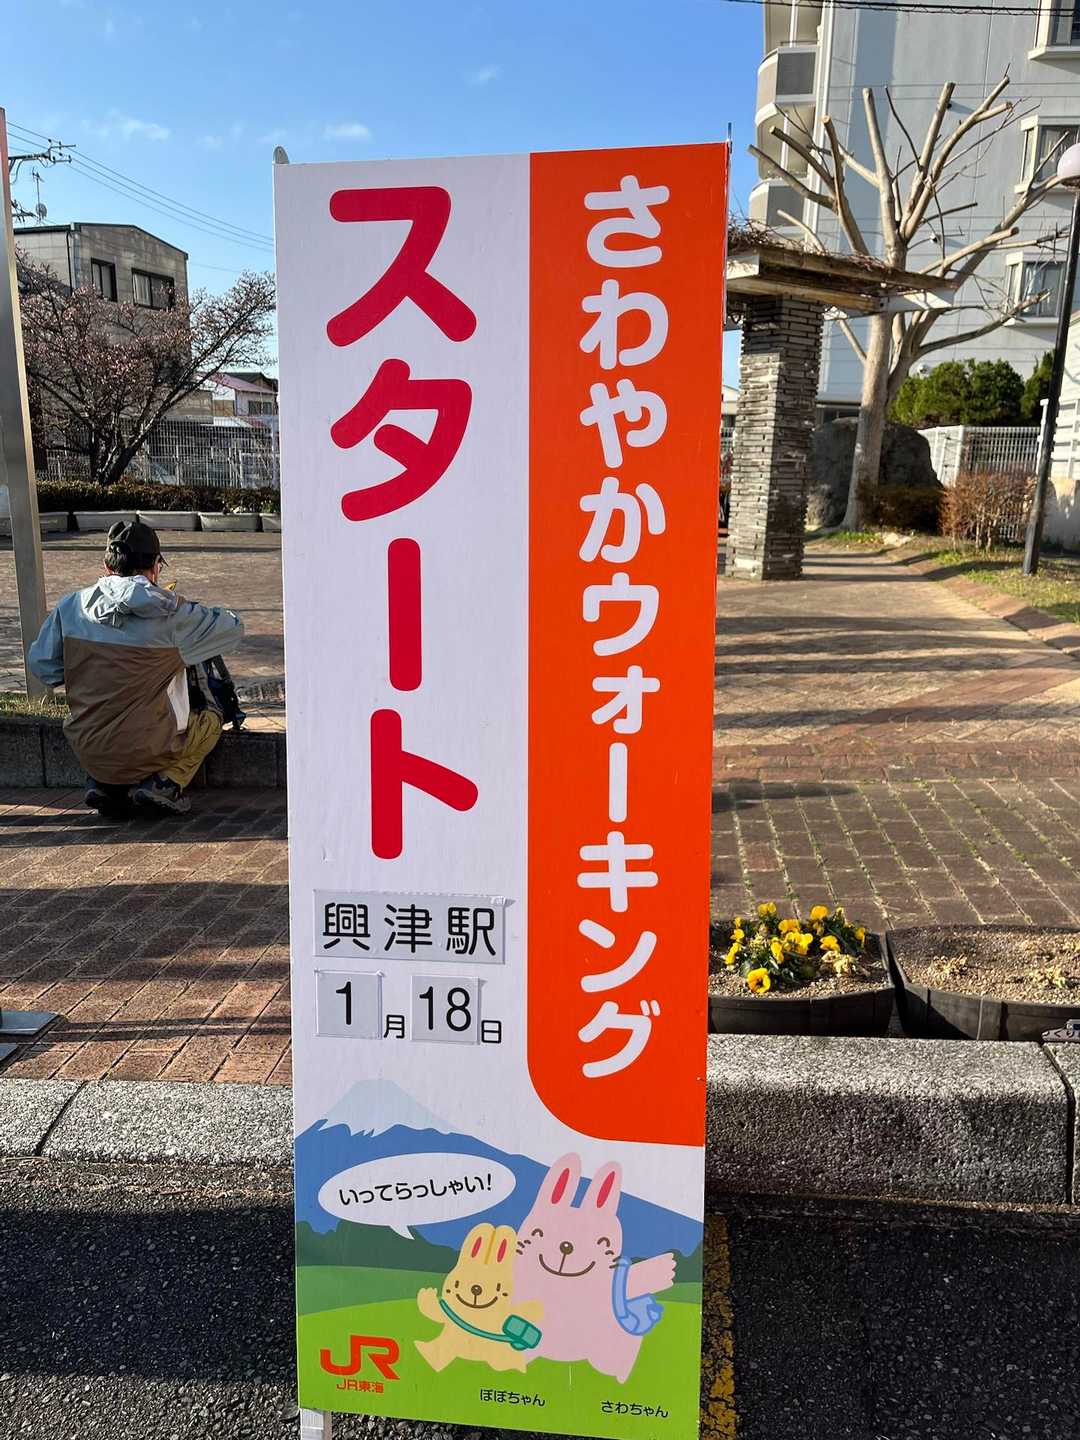 さわやかウォーキング
スタート
興津駅
1月18日
いってらっしゃい!
JR
JR東海
ぽぽちゃん
さわちゃん